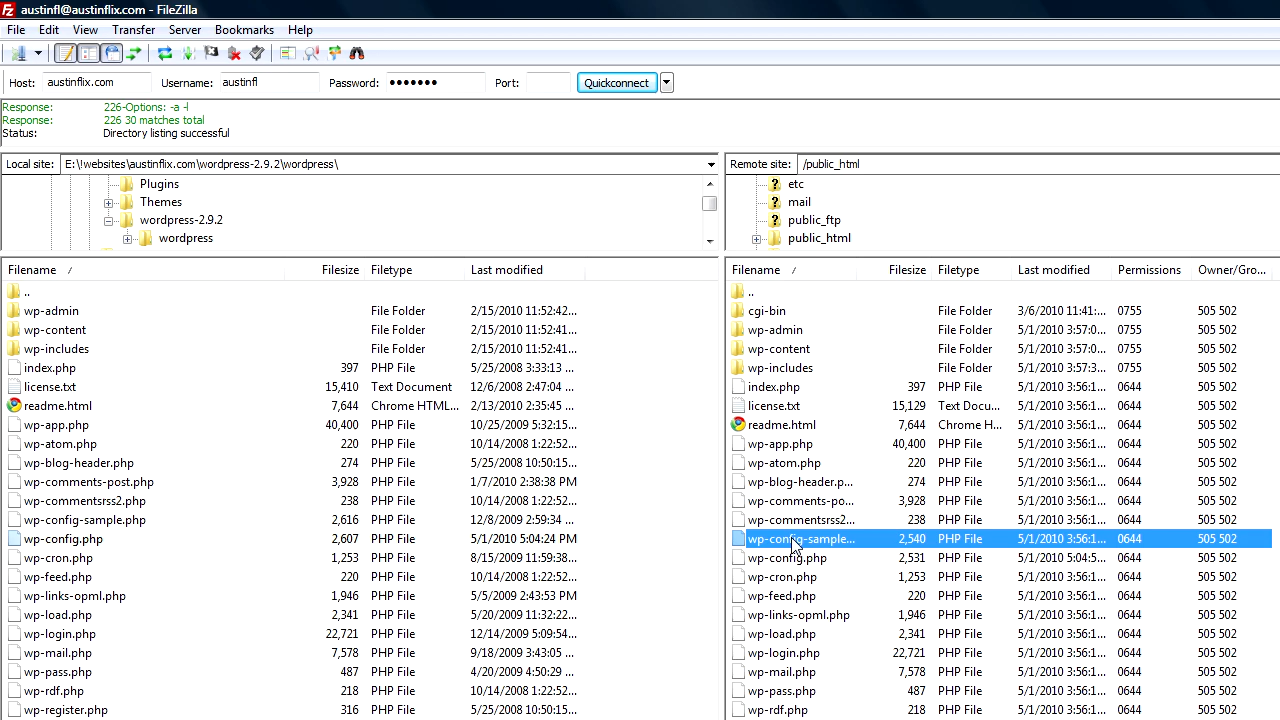 austinfl@austinflix.com - FileZilla
File Edit View Transfer Server Bookmarks Help
Host: austinflix.com Username: austinfl Password: ●●●●●●● Port: Quickconnect
Response: 226-Options: -a -l
Response: 226 30 matches total
Status: Directory listing successful
Local site: E:\!websites\austinflix.com\wordpress-2.9.2\wordpress\
Plugins
Themes
wordpress-2.9.2
wordpress
Filename / Filesize Filetype Last modified
..
wp-admin File Folder 2/15/2010 11:52:42...
wp-content File Folder 2/15/2010 11:52:41...
wp-includes File Folder 2/15/2010 11:52:41...
index.php 397 PHP File 5/25/2008 3:33:13 ...
license.txt 15,410 Text Document 12/6/2008 2:47:04 ...
readme.html 7,644 Chrome HTML... 2/13/2010 2:35:45 ...
wp-app.php 40,400 PHP File 10/25/2009 5:32:15...
wp-atom.php 220 PHP File 10/14/2008 1:22:52...
wp-blog-header.php 274 PHP File 5/25/2008 10:50:15...
wp-comments-post.php 3,928 PHP File 1/7/2010 2:38:38 PM
wp-commentsrss2.php 238 PHP File 10/14/2008 1:22:52...
wp-config-sample.php 2,616 PHP File 12/8/2009 2:59:34 ...
wp-config.php 2,607 PHP File 5/1/2010 5:04:24 PM
wp-cron.php 1,253 PHP File 8/15/2009 11:59:38...
wp-feed.php 220 PHP File 10/14/2008 1:22:52...
wp-links-opml.php 1,946 PHP File 5/5/2009 2:43:53 PM
wp-load.php 2,341 PHP File 5/20/2009 11:32:22...
wp-login.php 22,721 PHP File 12/14/2009 5:09:54...
wp-mail.php 7,578 PHP File 9/18/2009 3:43:05 ...
wp-pass.php 487 PHP File 4/20/2009 4:50:29 ...
wp-rdf.php 218 PHP File 10/14/2008 1:22:52...
wp-register.php 316 PHP File 5/25/2008 10:50:15...
Remote site: /public_html
etc
mail
public_ftp
public_html
Filename / Filesize Filetype Last modified Permissions Owner/Gro...
..
cgi-bin File Folder 3/6/2010 11:41:... 0755 505 502
wp-admin File Folder 5/1/2010 3:57:0... 0755 505 502
wp-content File Folder 5/1/2010 3:57:0... 0755 505 502
wp-includes File Folder 5/1/2010 3:57:3... 0755 505 502
index.php 397 PHP File 5/1/2010 3:56:1... 0644 505 502
license.txt 15,129 Text Docu... 5/1/2010 3:56:1... 0644 505 502
readme.html 7,644 Chrome H... 5/1/2010 3:56:1... 0644 505 502
wp-app.php 40,400 PHP File 5/1/2010 3:56:1... 0644 505 502
wp-atom.php 220 PHP File 5/1/2010 3:56:1... 0644 505 502
wp-blog-header.p... 274 PHP File 5/1/2010 3:56:1... 0644 505 502
wp-comments-po... 3,928 PHP File 5/1/2010 3:56:1... 0644 505 502
wp-commentsrss2... 238 PHP File 5/1/2010 3:56:1... 0644 505 502
wp-config-sample... 2,540 PHP File 5/1/2010 3:56:1... 0644 505 502
wp-config.php 2,531 PHP File 5/1/2010 5:04:5... 0644 505 502
wp-cron.php 1,253 PHP File 5/1/2010 3:56:1... 0644 505 502
wp-feed.php 220 PHP File 5/1/2010 3:56:1... 0644 505 502
wp-links-opml.php 1,946 PHP File 5/1/2010 3:56:1... 0644 505 502
wp-load.php 2,341 PHP File 5/1/2010 3:56:1... 0644 505 502
wp-login.php 22,721 PHP File 5/1/2010 3:56:1... 0644 505 502
wp-mail.php 7,578 PHP File 5/1/2010 3:56:1... 0644 505 502
wp-pass.php 487 PHP File 5/1/2010 3:56:1... 0644 505 502
wp-rdf.php 218 PHP File 5/1/2010 3:56:1... 0644 505 502